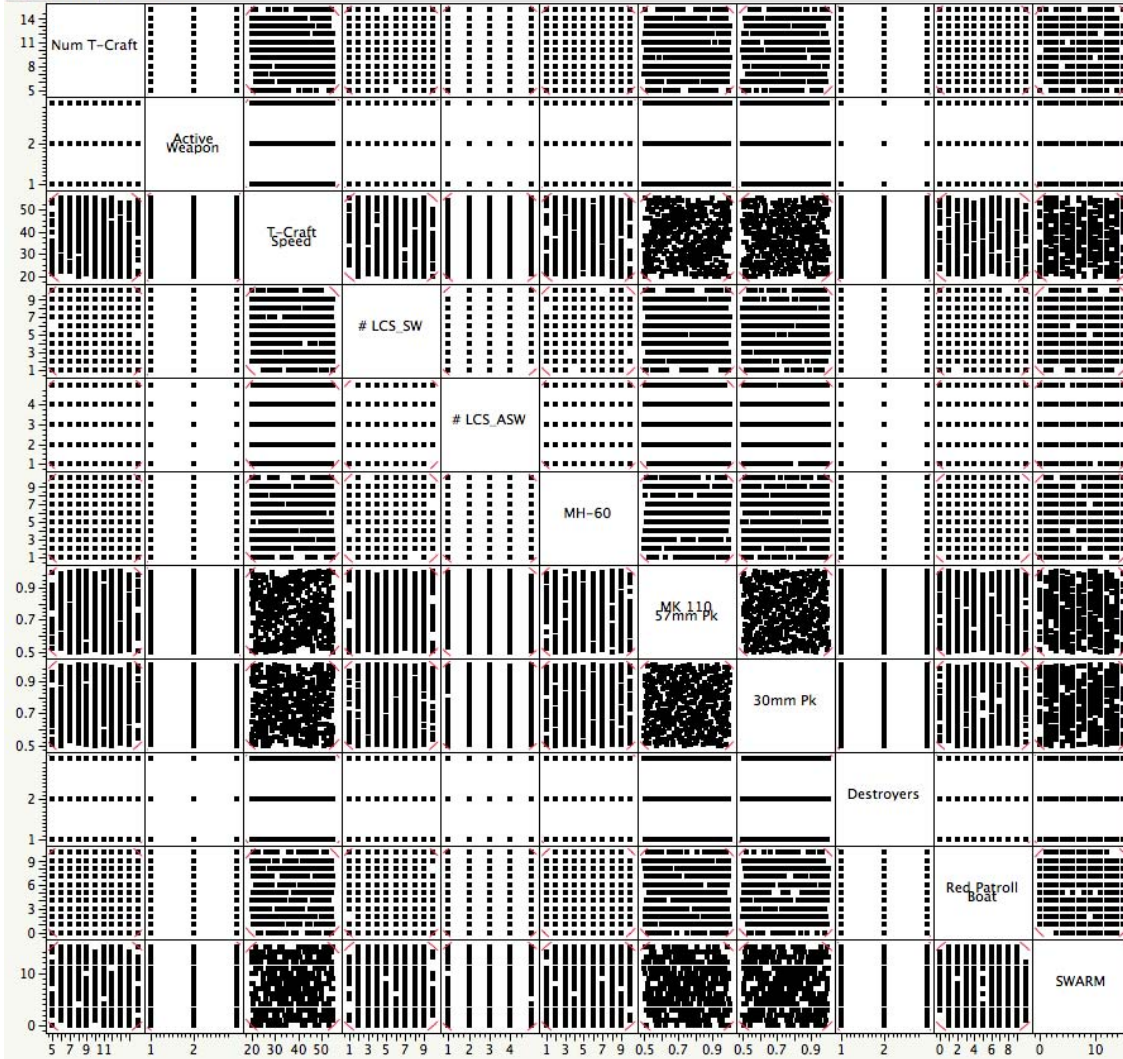 14
11
8
5
Num T-Craft
2
1
Active
Weapon
50
40
30
20
T-Craft
Speed
9
7
5
3
1
# LCS_SW
4
3
2
1
# LCS_ASW
9
7
5
3
1
MH-60
0.9
0.7
0.5
MK 110
57mm Pk
0.9
0.7
0.5
30mm Pk
2
1
Destroyers
9
6
3
0
Red Patroll
Boat
10
0
SWARM
5 7 9 11 1 2 20 30 40 50 1 3 5 7 9 1 2 3 4 1 3 5 7 9 0.5 0.7 0.9 0.5 0.7 0.9 1 2 0 2 4 6 8 0 10